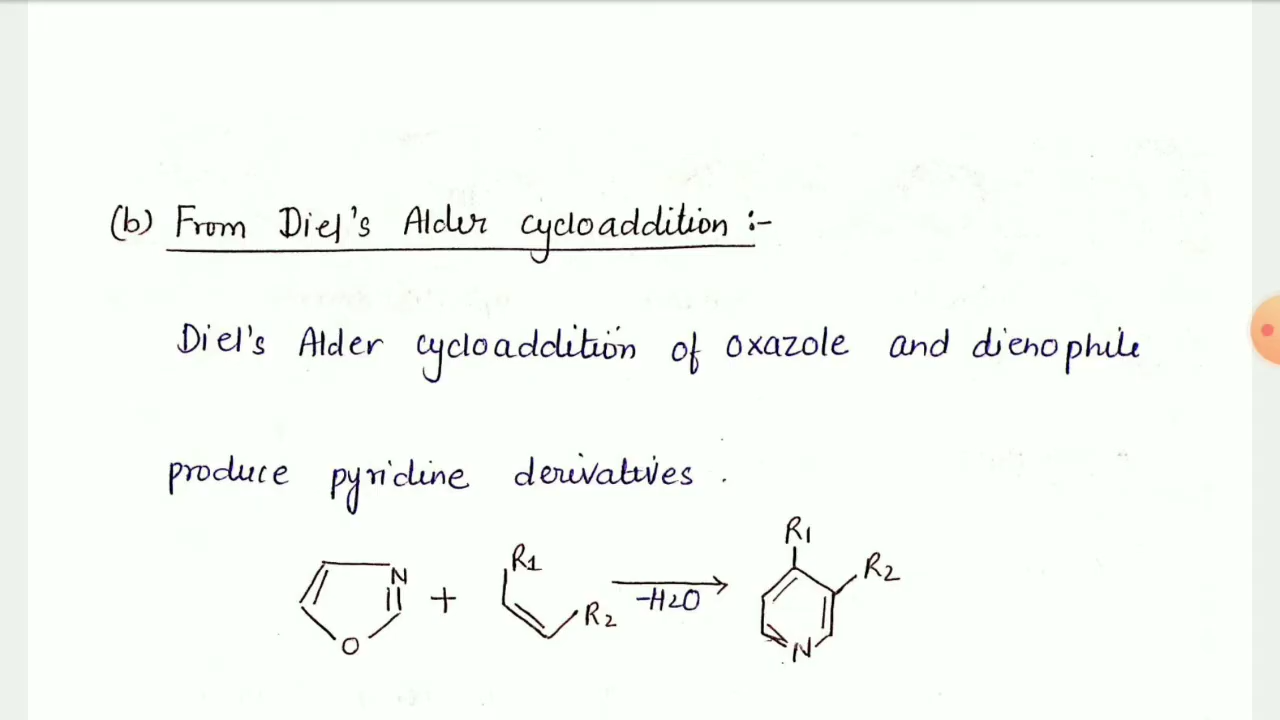 (b) From Diel's Alder cycloaddition :-
Diel's Alder cycloaddition of oxazole and dienophile
produce pyridine derivatives .
N
O
+
R1
R2
-H2O
R1
R2
N